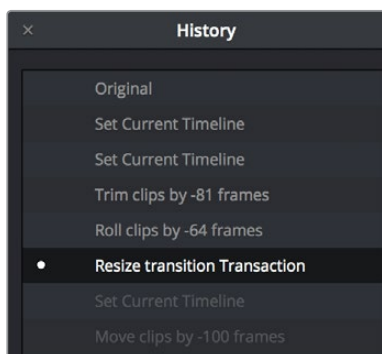 History
Original
Set Current Timeline
Set Current Timeline
Trim clips by -81 frames
Roll clips by -64 frames
Resize transition Transaction
Set Current Timeline
Move clips by -100 frames